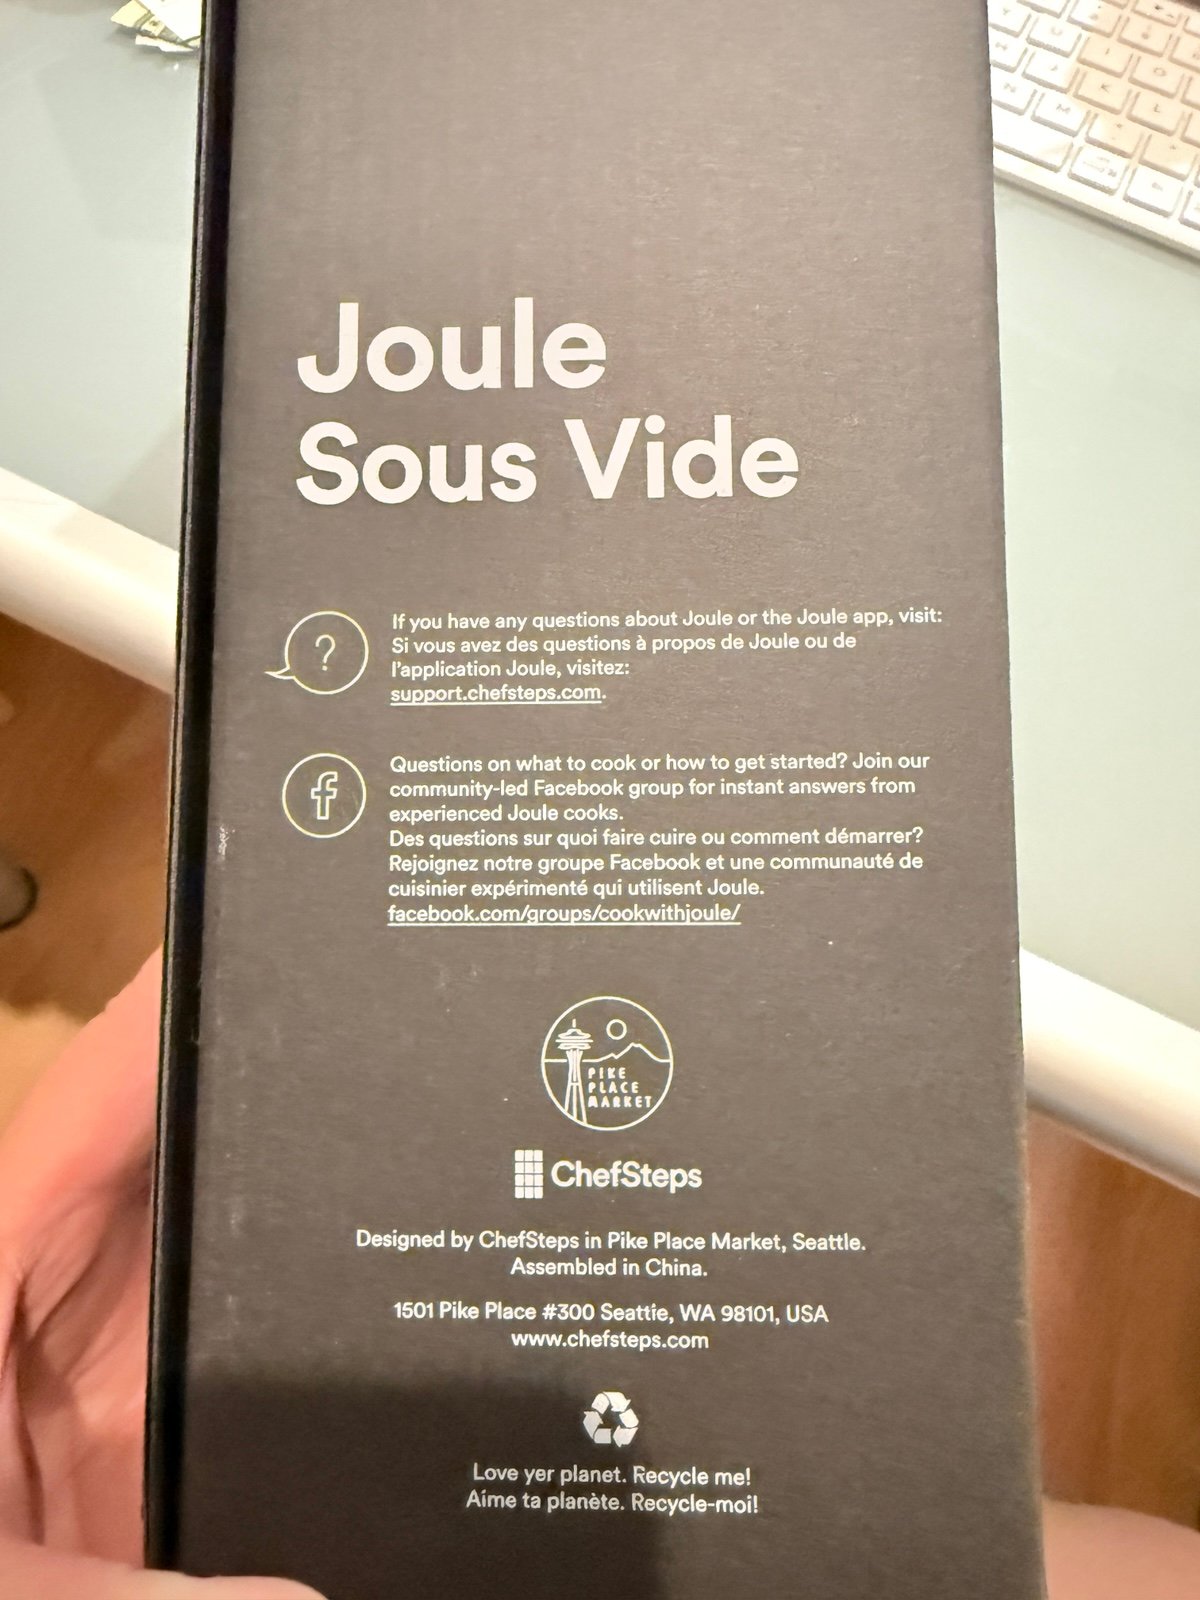 Joule
Sous Vide
?
If you have any questions about Joule or the Joule app, visit:
Si vous avez des questions à propos de Joule ou de
l'application Joule, visitez:
support.chefsteps.com.
f
Questions on what to cook or how to get started? Join our
community-led Facebook group for instant answers from
experienced Joule cooks.
Des questions sur quoi faire cuire ou comment démarrer?
Rejoignez notre groupe Facebook et une communauté de
cuisinier expérimenté qui utilisent Joule.
facebook.com/groups/cookwithjoule/
PIKE
PLACE
MARKET
ChefSteps
Designed by ChefSteps in Pike Place Market, Seattle.
Assembled in China.
1501 Pike Place #300 Seattle, WA 98101, USA
www.chefsteps.com
Love yer planet. Recycle me!
Aime ta planète. Recycle-moi!